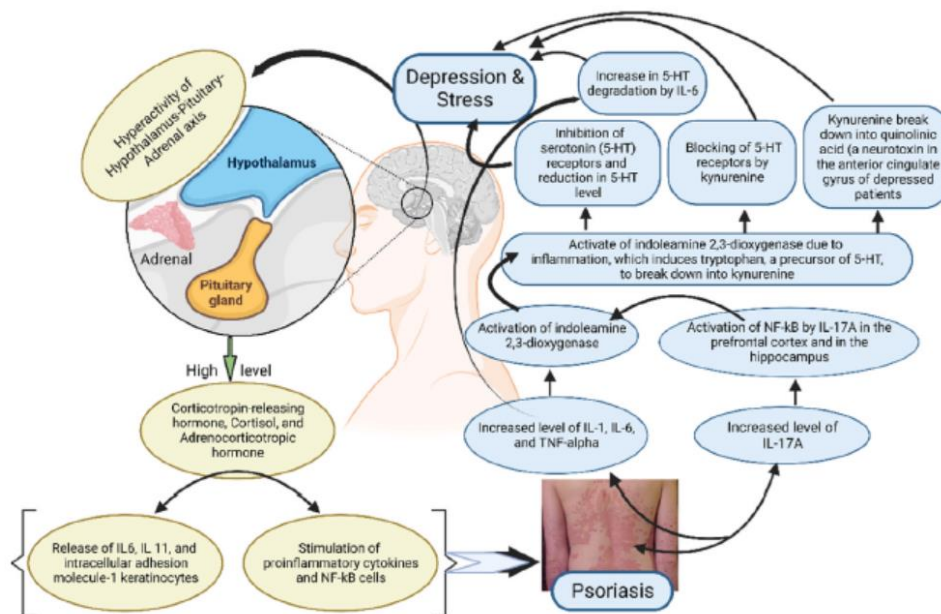 Hyperactivity of
Hypothalamus-Pituitary-
Adrenal axis
Hypothalamus
Adrenal
Pituitary
gland
High level
Corticotropin-releasing
hormone, Cortisol, and
Adrenocorticotropic
hormone
Release of IL6, IL 11, and
intracellular adhesion
molecule-1 keratinocytes
Stimulation of
proinflammatory cytokines
and NF-kB cells
Depression &
Stress
Increase in 5-HT
degradation by IL-6
Inhibition of
serotonin (5-HT)
receptors and
reduction in 5-HT
level
Blocking of 5-HT
receptors by
kynurenine
Kynurenine break
down into quinolinic
acid (a neurotoxin in
the anterior cingulate
gyrus of depressed
patients
Activate of indoleamine 2,3-dioxygenase due to
inflammation, which induces tryptophan, a precursor of 5-HT,
to break down into kynurenine
Activation of indoleamine
2,3-dioxygenase
Activation of NF-kB by IL-17A in the
prefrontal cortex and in the
hippocampus
Increased level of IL-1, IL-6,
and TNF-alpha
Increased level of
IL-17A
Psoriasis